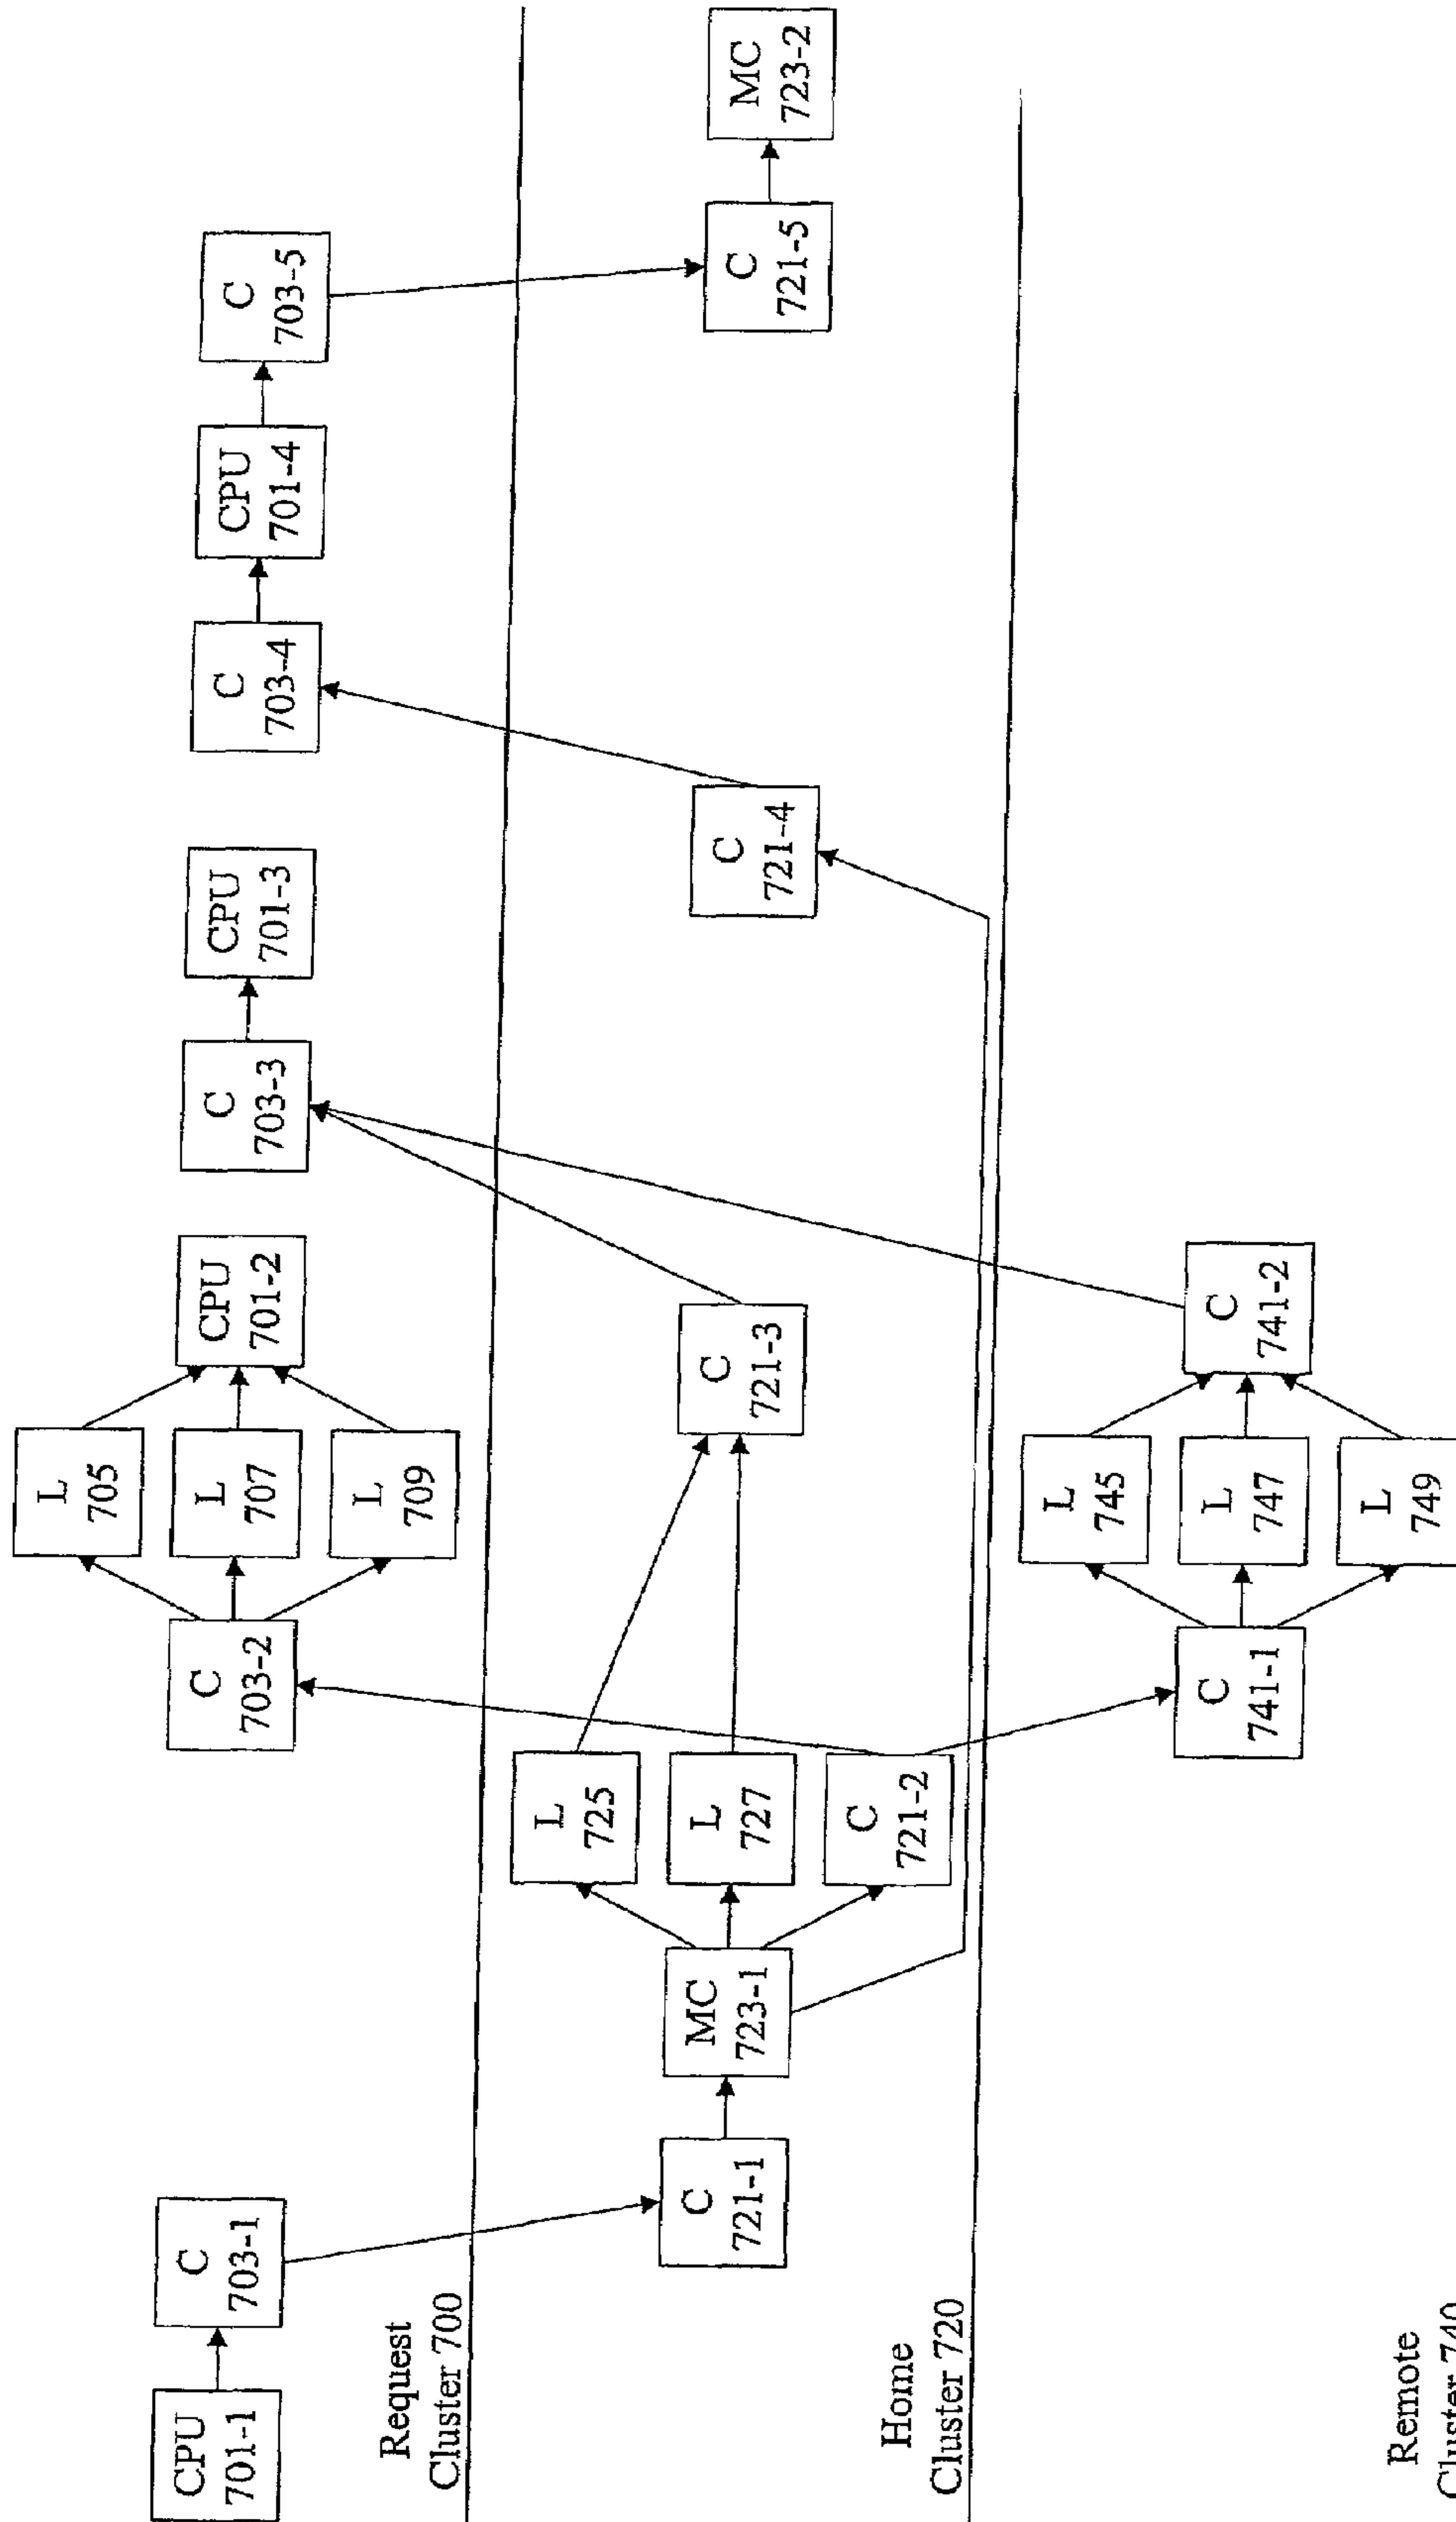 CPU
701-1
C
703-1
C
703-2
L
705
L
707
L
709
CPU
701-2
C
703-3
CPU
701-3
C
703-4
CPU
701-4
C
703-5
Request
Cluster 700
C
721-1
MC
723-1
L
725
L
727
C
721-2
C
721-3
C
721-4
C
721-5
MC
723-2
Home
Cluster 720
C
741-1
L
745
L
747
L
749
C
741-2
Remote
Cluster 740